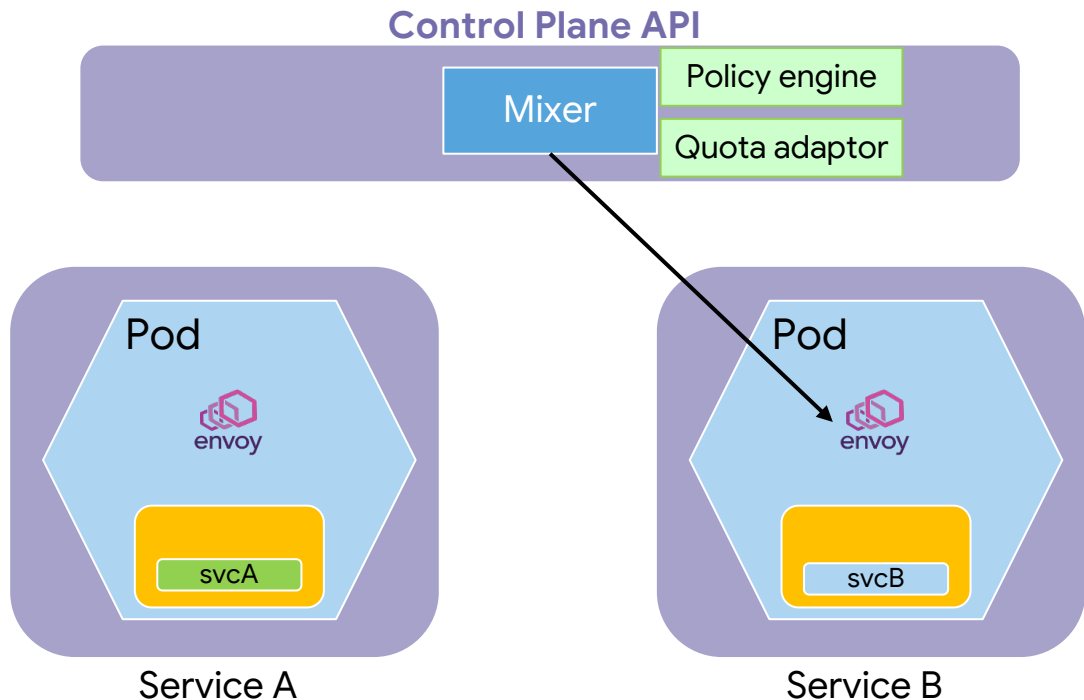 Control Plane API
Mixer
Policy engine
Quota adaptor
Pod
envoy
svcA
Service A
Pod
envoy
svcB
Service B